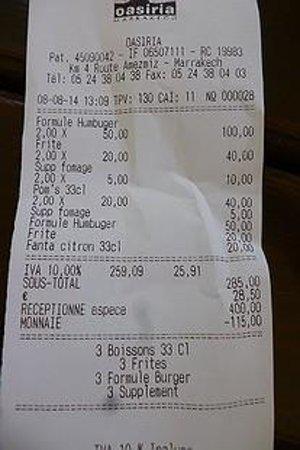 oasiria
MARRAKECH
OASIRIA
Pat. 45090042 - IF 06507111 - RC 19983
Km 4 Route Amezmiz - Marrakech
Tél: 05 24 38 04 38 Fax: 05 24 38 04 03
08-08-14 13:09 TPV: 130 CAI: 11 NQ 000028
Formule Humbuger
2,00 X 50,00 100,00
Frite
2,00 X 20,00 40,00
Supp fomage
2,00 X 5,00 10,00
Pom's 33cl
2,00 X 20,00 40,00
Supp fomage 5,00
Formule Humbuger 50,00
Frite 20,00
Fanta citron 33cl 20,00
IVA 10,00% 259,09 25,91
SOUS-TOTAL 285,00
€ 28,50
RECEPTIONNE espece 400,00
MONNAIE -115,00
3 Boissons 33 Cl
3 Frites
3 Formule Burger
3 Supplement
IVA 10 %